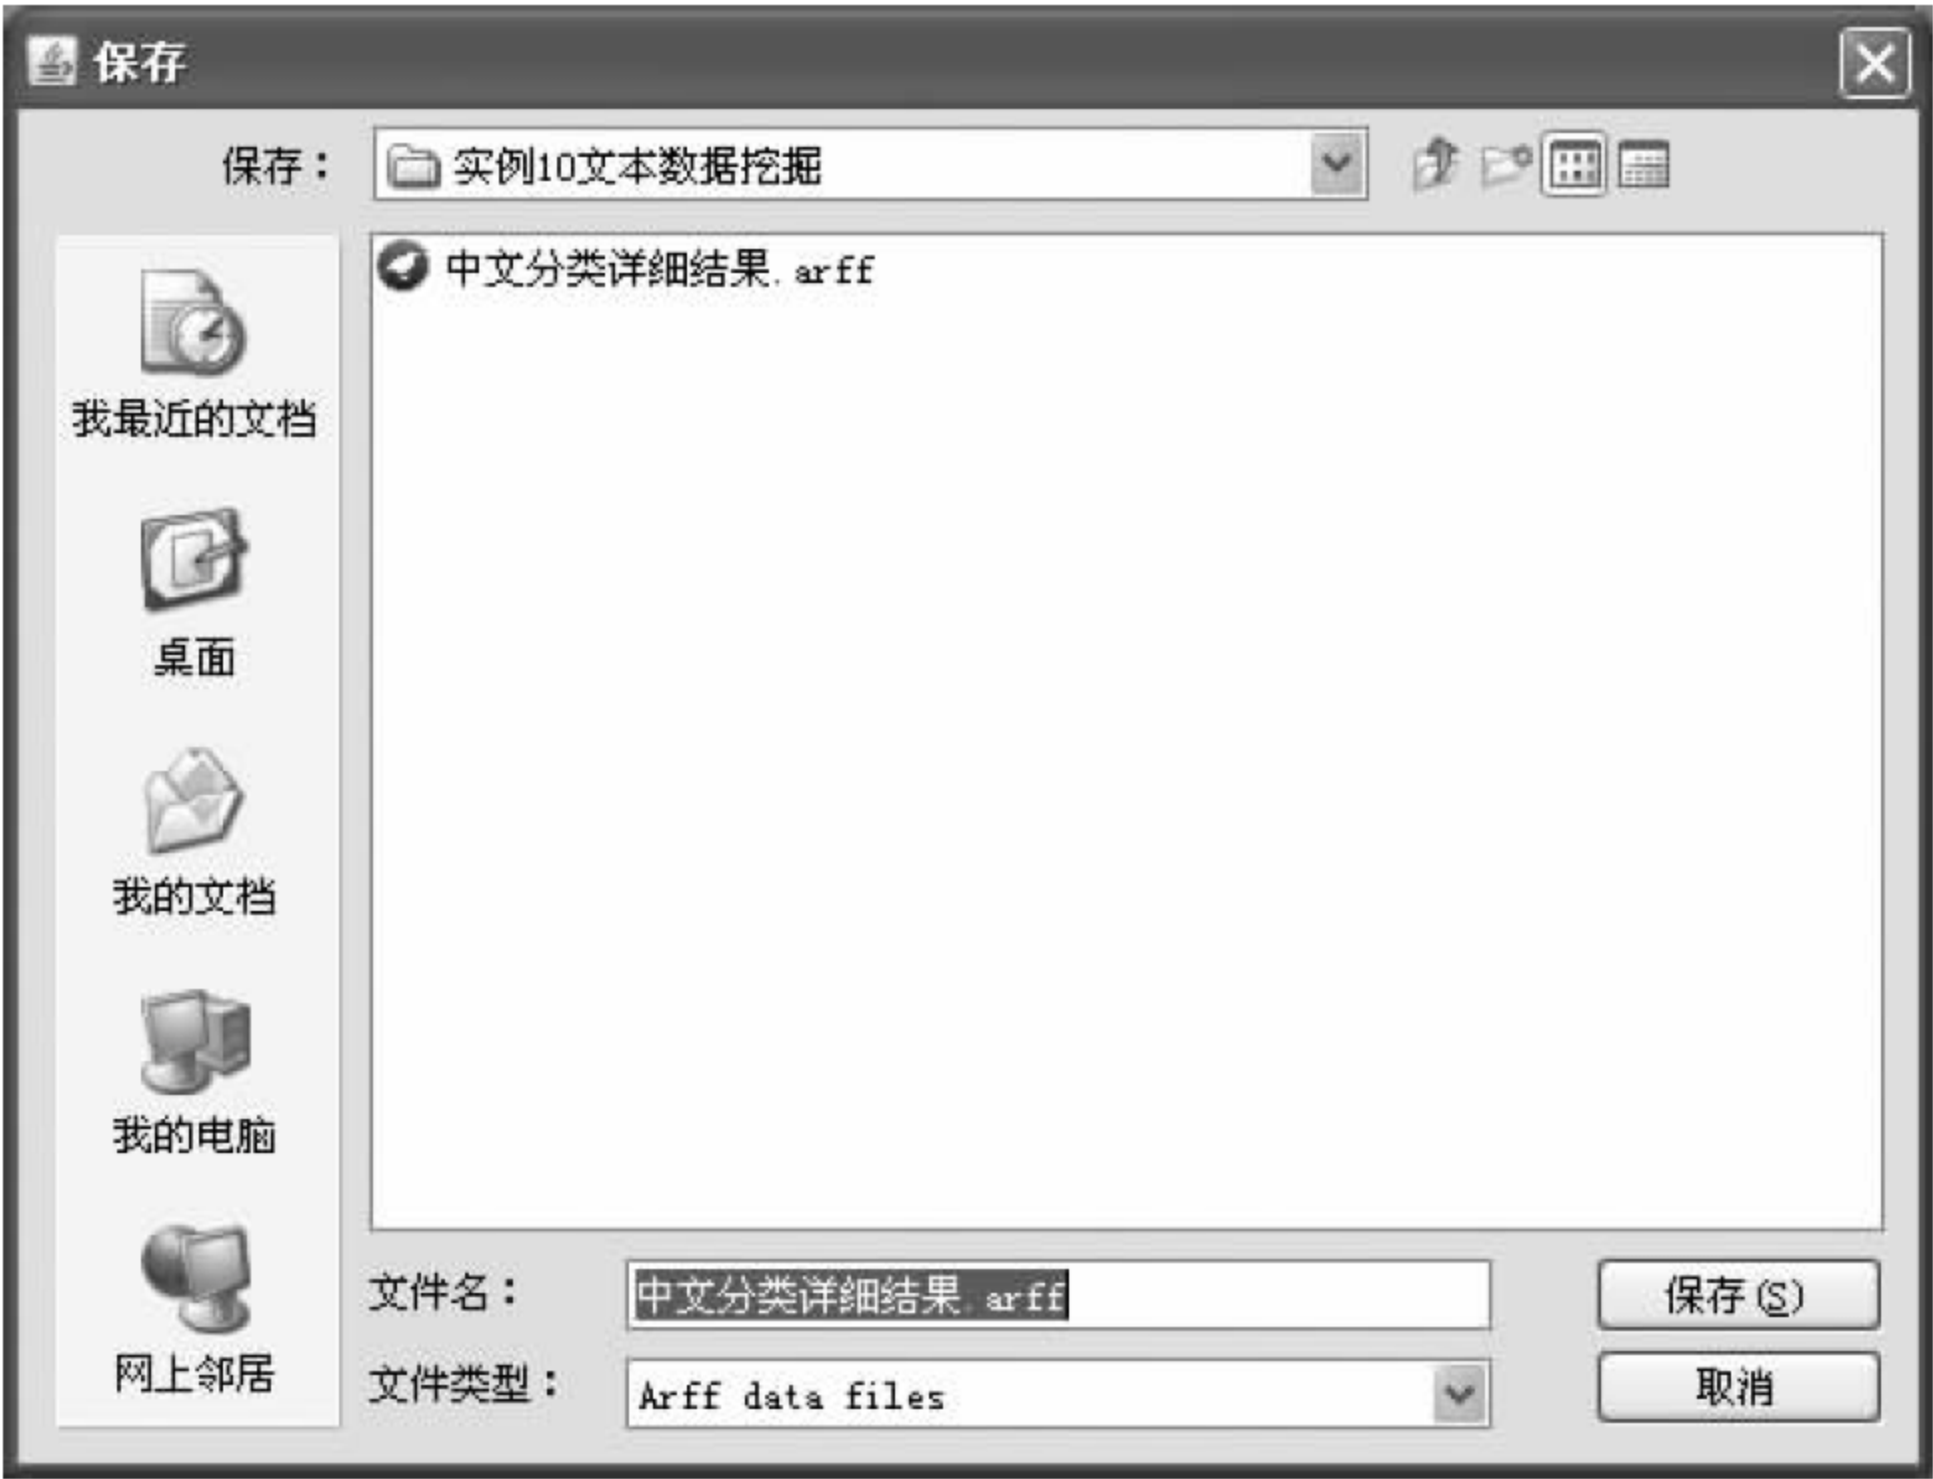 保存
保存：
实例10文本数据挖掘
中文分类详细结果.arff
我最近的文档
桌面
我的文档
我的电脑
网上邻居
文件名：
中文分类详细结果.arff
保存(S)
文件类型：
Arff data files
取消